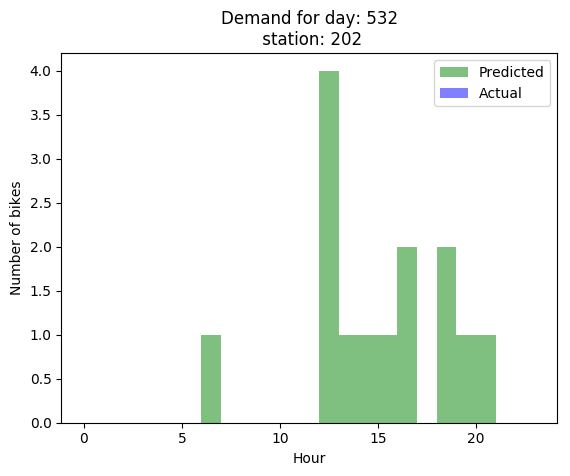 Demand for day: 532
station: 202
Predicted
Actual
4.0
3.5
3.0
2.5
2.0
1.5
1.0
0.5
0.0
Number of bikes
0 5 10 15 20
Hour